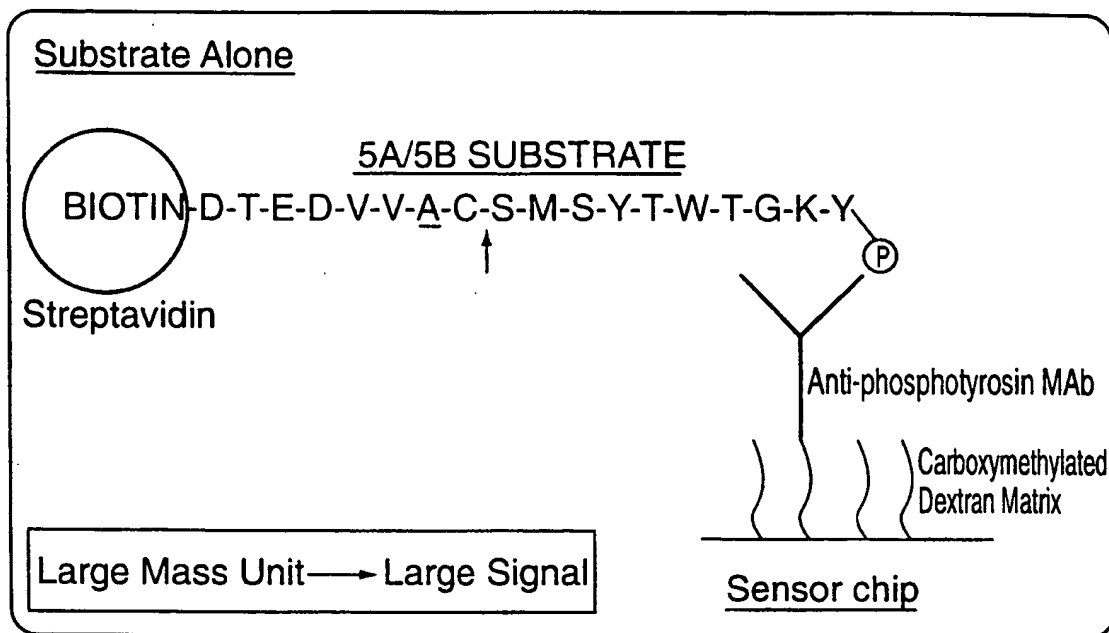 Substrate Alone
5A/5B SUBSTRATE
BIOTIN-D-T-E-D-V-V-A-C-S-M-S-Y-T-W-T-G-K-Y
P
Streptavidin
Anti-phosphotyrosin MAb
Carboxymethylated
Dextran Matrix
Large Mass Unit → Large Signal
Sensor chip